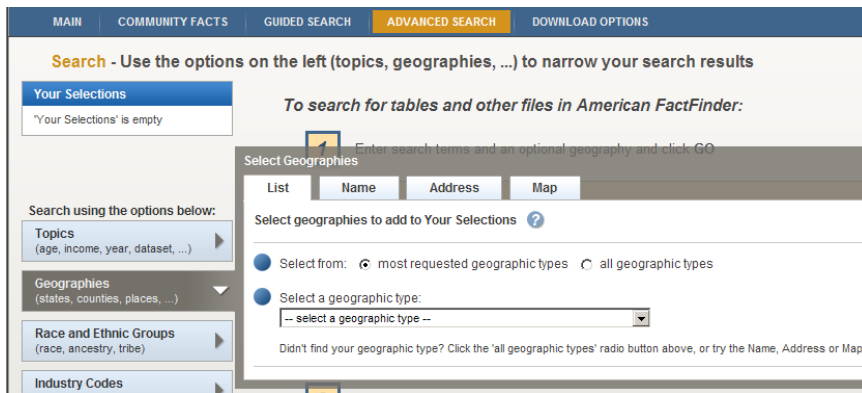 MAIN COMMUNITY FACTS GUIDED SEARCH ADVANCED SEARCH DOWNLOAD OPTIONS
Search - Use the options on the left (topics, geographies, ...) to narrow your search results
Your Selections
'Your Selections' is empty
To search for tables and other files in American FactFinder:
1 Enter search terms and an optional geography and click GO
Search using the options below:
Topics
(age, income, year, dataset, ...)
Geographies
(states, counties, places, ...)
Race and Ethnic Groups
(race, ancestry, tribe)
Industry Codes
Select Geographies
List Name Address Map
Select geographies to add to Your Selections ?
Select from: most requested geographic types all geographic types
Select a geographic type:
-- select a geographic type --
Didn't find your geographic type? Click the 'all geographic types' radio button above, or try the Name, Address or Map